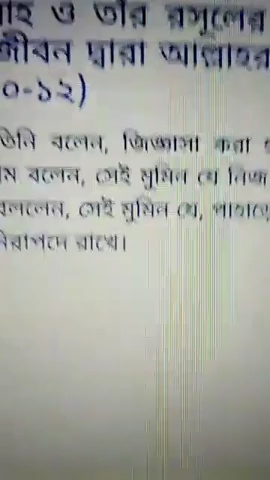 ও তাঁর রসূলের
জীবন দ্বারা আল্লাহর
০-১২)
তিনি বলেন, জিজ্ঞাসা করা
বলেন, সেই মুমিন যে নিজ
বললেন, সেই মুমিন যে,
নিরাপদে রাখে।